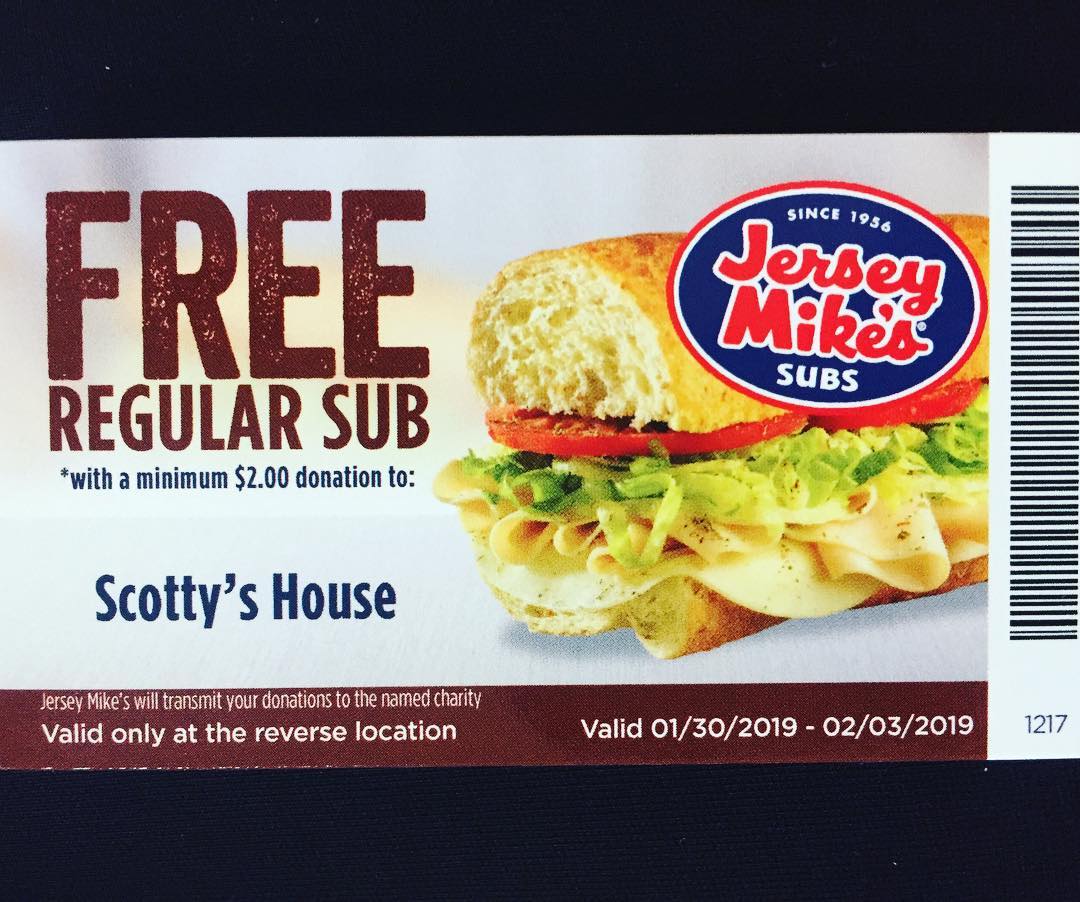 FREE
REGULAR SUB
*with a minimum $2.00 donation to:
Scotty's House
SINCE 1956
Jersey
Mike's®
SUBS
Jersey Mike's will transmit your donations to the named charity
Valid only at the reverse location
Valid 01/30/2019 - 02/03/2019
1217